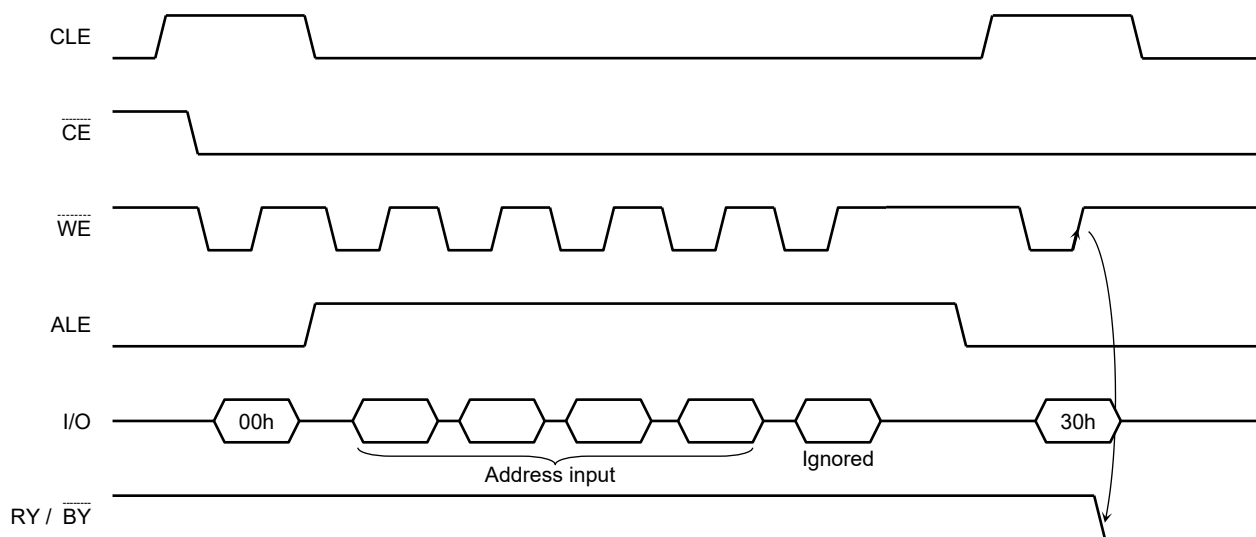 CLE
CE
WE
ALE
I/O 00h 30h
Address input Ignored
RY / BY